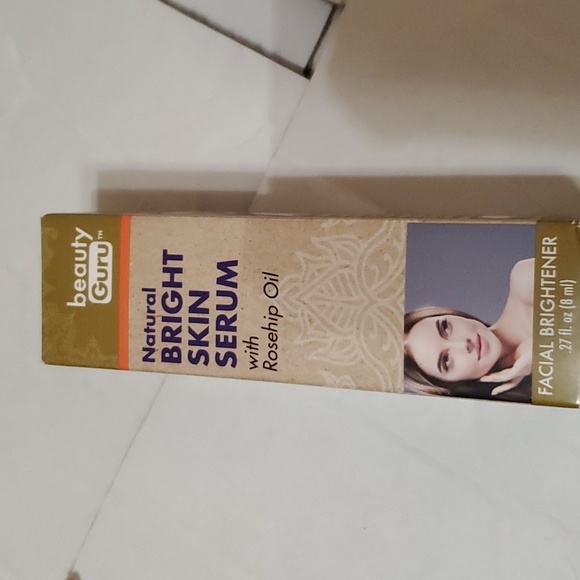 beauty
Guru™
Natural
BRIGHT
SKIN
SERUM
with
Rosehip Oil
FACIAL BRIGHTENER
.27 fl. oz (8 ml)